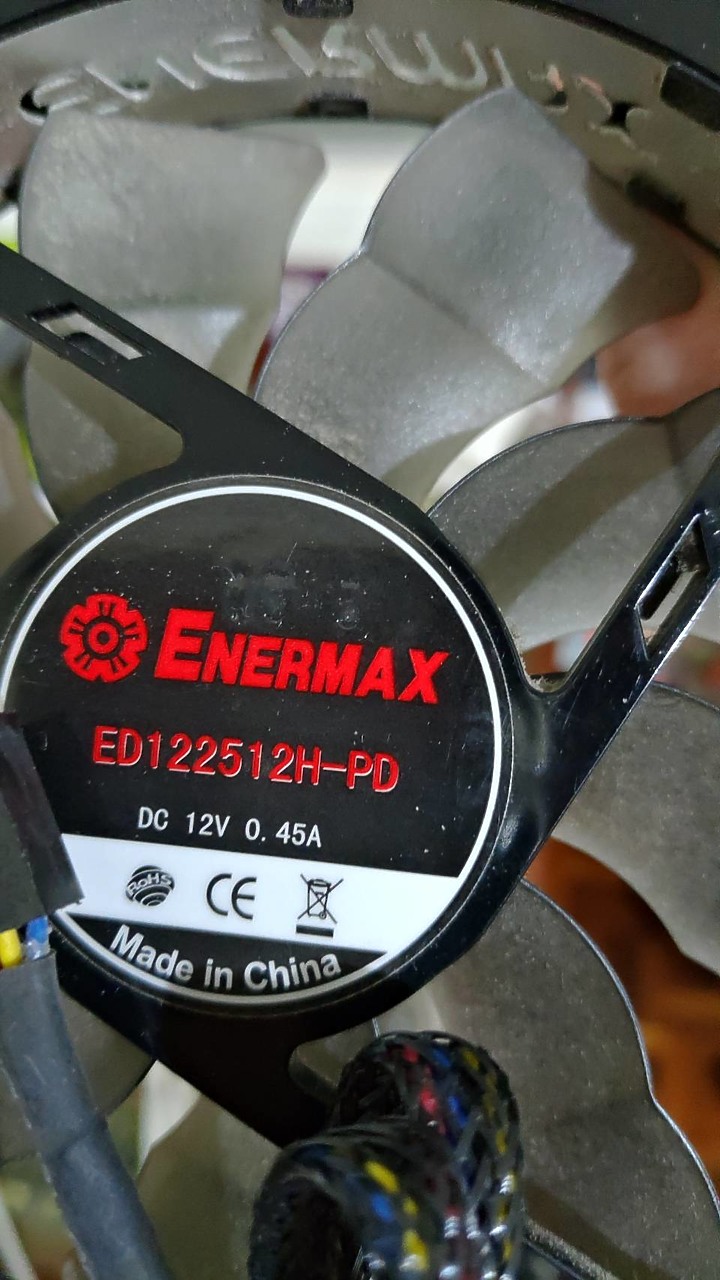 ENERMAX
ED122512H-PD
DC 12V 0.45A
RoHS CE
Made in China